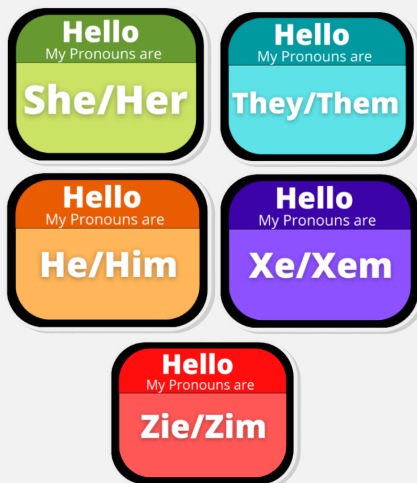 Hello
My Pronouns are
She/Her
Hello
My Pronouns are
They/Them
Hello
My Pronouns are
He/Him
Hello
My Pronouns are
Xe/Xem
Hello
My Pronouns are
Zie/Zim